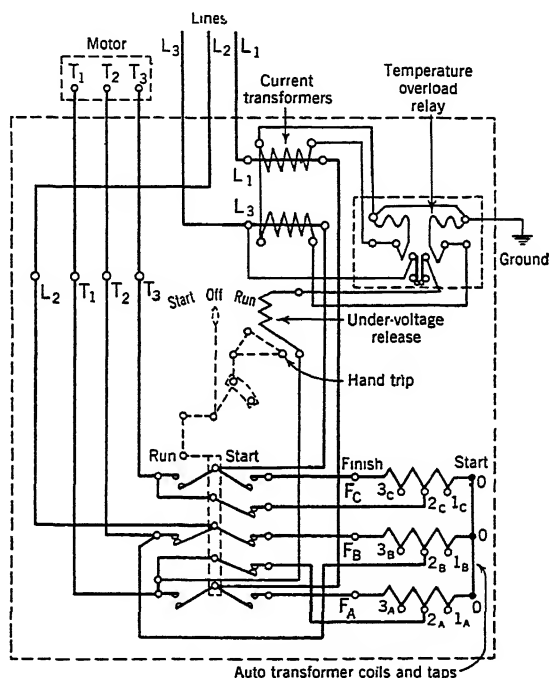 Lines
Motor
L3 L2 L1
T1 T2 T3
Current
transformers
Temperature
overload
relay
L1
L3
Ground
L2 T1 T2 T3
Start Off Run
Under-voltage
release
Hand trip
Run Start
Finish Start
FC 3C 2C 1C 0
FB 3B 2B 1B 0
FA 3A 2A 1A 0
Auto transformer coils and taps